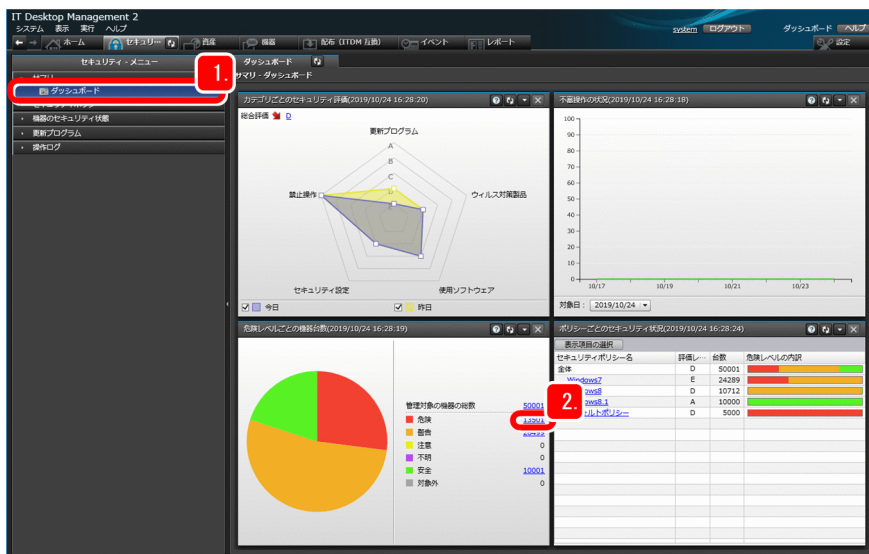 IT Desktop Management 2
システム 表示 実行 ヘルプ
system ログアウト ダッシュボード ヘルプ
ホーム セキュリ… 資産 機器 配布 (ITDM 互換) イベント レポート 設定
セキュリティ - メニュー
ダッシュボード
1.
サマリ - ダッシュボード
サマリ
ダッシュボード
機器のセキュリティ状態
更新プログラム
操作ログ
カテゴリごとのセキュリティ評価(2019/10/24 16:28:20)
総合評価 D
更新プログラム
A
B
C
D
禁止操作
ウィルス対策製品
セキュリティ設定
使用ソフトウェア
今日
昨日
不審操作の状況(2019/10/24 16:28:18)
100
90
80
70
60
50
40
30
20
10
0
10/17 10/19 10/21 10/23
対象日: 2019/10/24
危険レベルごとの機器台数(2019/10/24 16:28:19)
管理対象の機器の総数 50001
危険 13501
警告 26499
注意 0
不明 0
安全 10001
対象外 0
2.
ポリシーごとのセキュリティ状況(2019/10/24 16:28:24)
表示項目の選択
セキュリティポリシー名 評価レ… 台数 危険レベルの内訳
全体 D 50001
Windows7 E 24289
ows8 D 10712
ows8.1 A 10000
ルトポリシー D 5000